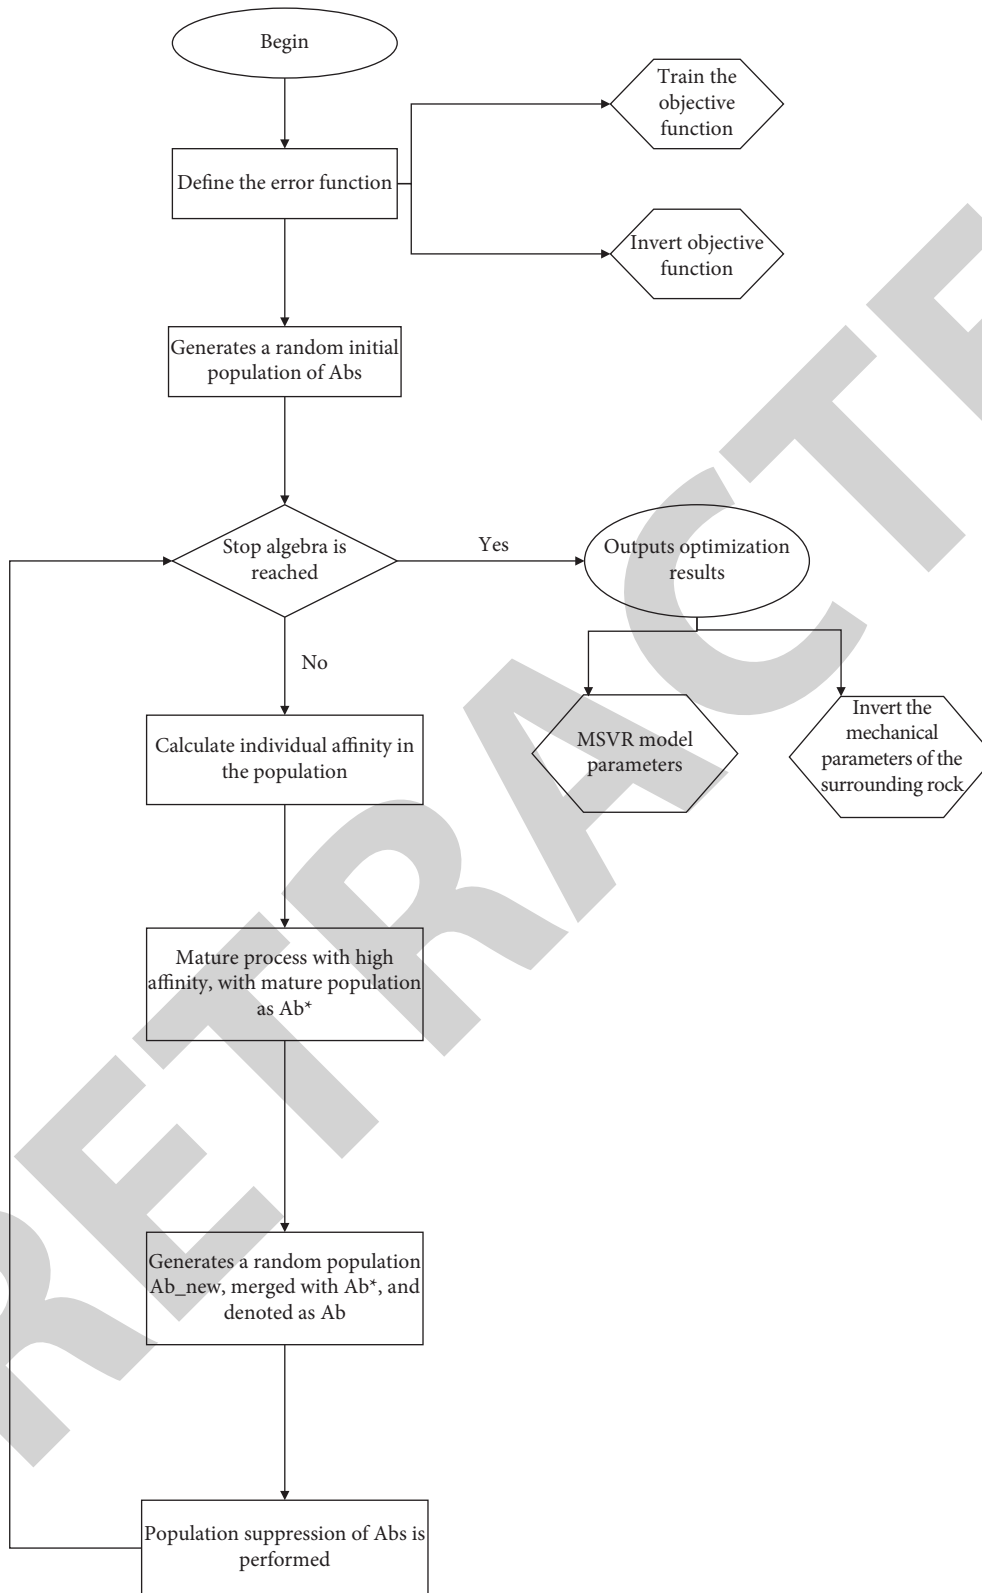 Begin
Train the
objective
function
Define the error function
Invert objective
function
Generates a random initial
population of Abs
Stop algebra is
reached
Yes
Outputs optimization
results
No
MSVR model
parameters
Invert the
mechanical
parameters of the
surrounding rock
Calculate individual affinity in
the population
Mature process with high
affinity, with mature population
as Ab*
Generates a random population
Ab_new, merged with Ab*, and
denoted as Ab
Population suppression of Abs is
performed
RETRACTE